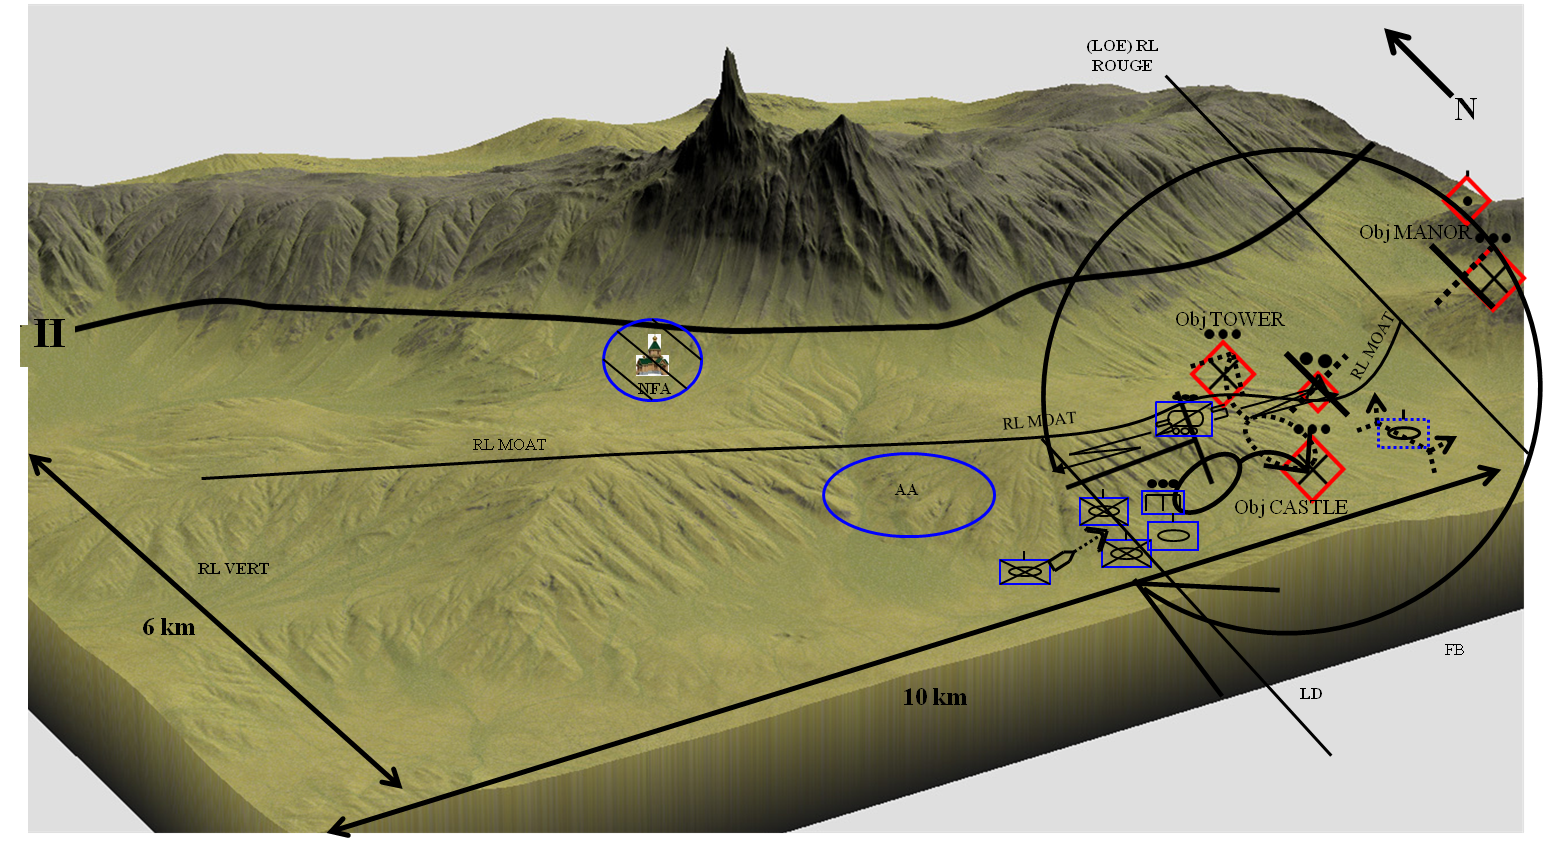 (LOE) RL
ROUGE
N
Obj MANOR
Obj TOWER
II
RL MOAT
NFA
RL MOAT
RL MOAT
AA
Obj CASTLE
RL VERT
6 km
10 km
FB
LD